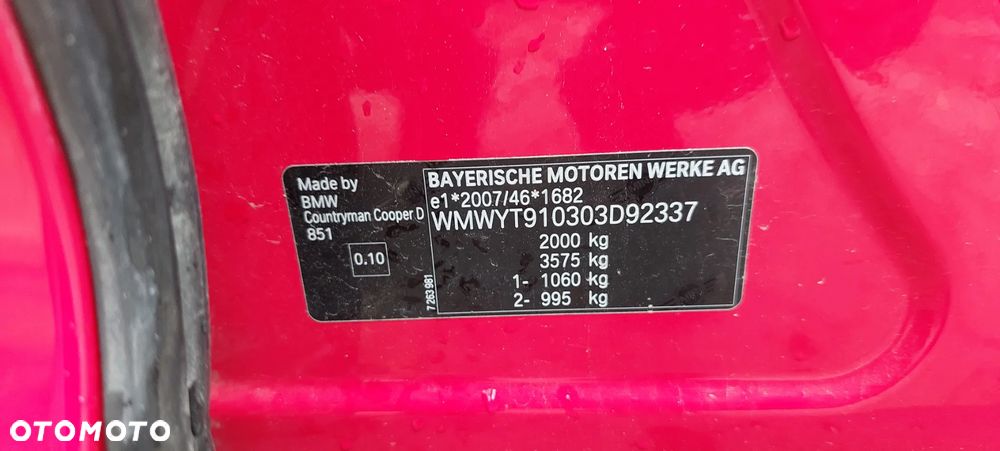 Made by
BMW
Countryman Cooper D
851
0.10
7 263 981
BAYERISCHE MOTOREN WERKE AG
e1*2007/46*1682
WMWYT910303D92337
2000 kg
3575 kg
1- 1060 kg
2- 995 kg
OTOMOTO